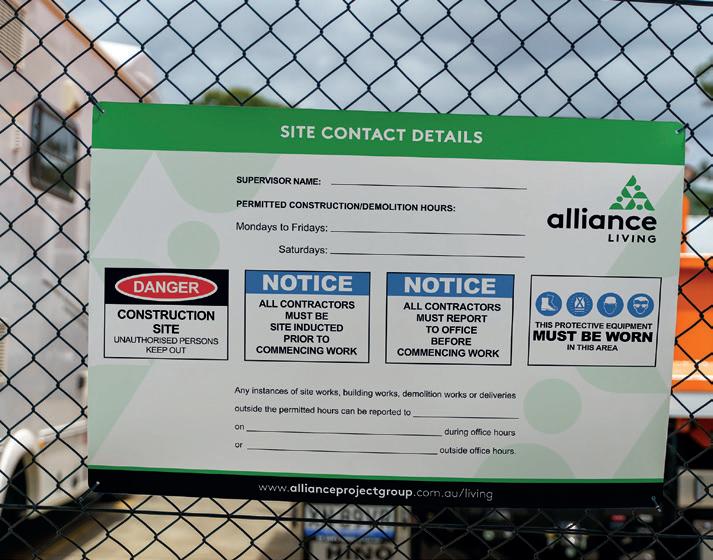 SITE CONTACT DETAILS
SUPERVISOR NAME:
PERMITTED CONSTRUCTION/DEMOLITION HOURS:
Mondays to Fridays:
Saturdays:
alliance
LIVING
DANGER
CONSTRUCTION
SITE
UNAUTHORISED PERSONS
KEEP OUT
NOTICE
ALL CONTRACTORS
MUST BE
SITE INDUCTED
PRIOR TO
COMMENCING WORK
NOTICE
ALL CONTRACTORS
MUST REPORT
TO OFFICE
BEFORE
COMMENCING WORK
THIS PROTECTIVE EQUIPMENT
MUST BE WORN
IN THIS AREA
Any instances of site works, building works, demolition works or deliveries
outside the permitted hours can be reported to
on during office hours
or outside office hours.
www.allianceprojectgroup.com.au/living
HINO